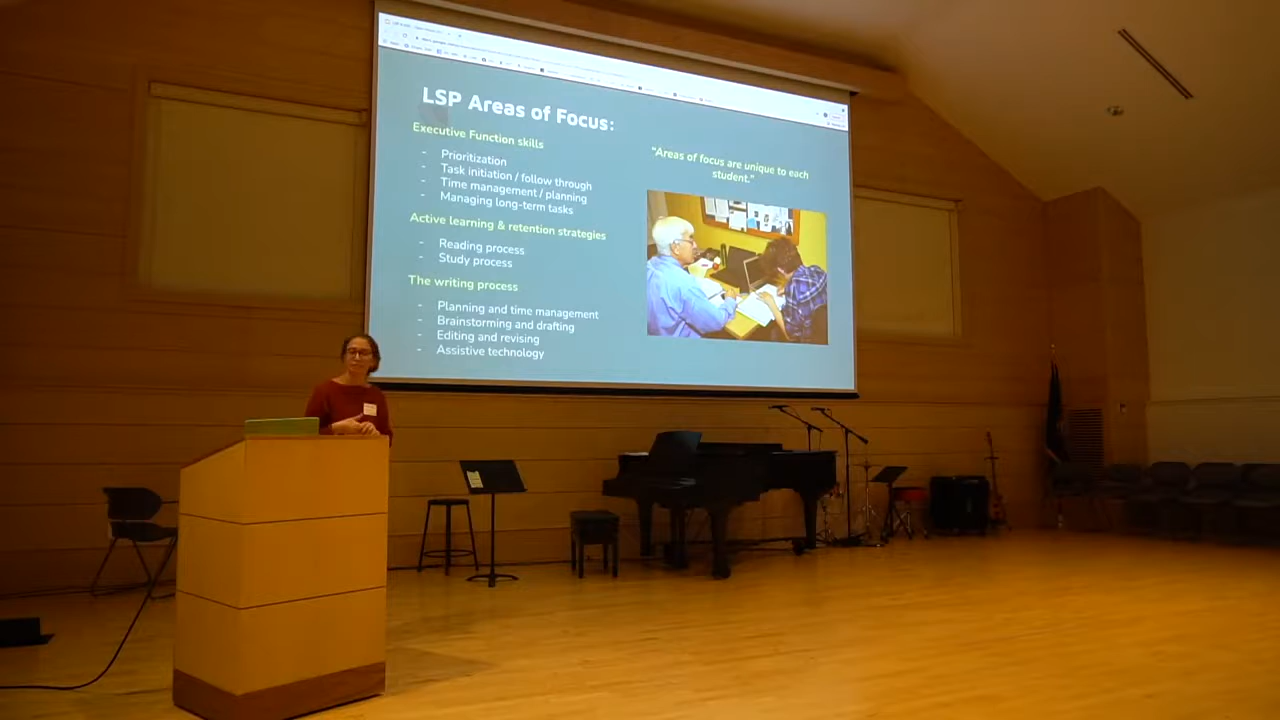 LSP Areas of Focus:
Executive Function skills
- Prioritization
- Task initiation / follow through
- Time management / planning
- Managing long-term tasks
Active learning & retention strategies
- Reading process
- Study process
The writing process
- Planning and time management
- Brainstorming and drafting
- Editing and revising
- Assistive technology
"Areas of focus are unique to each
student."